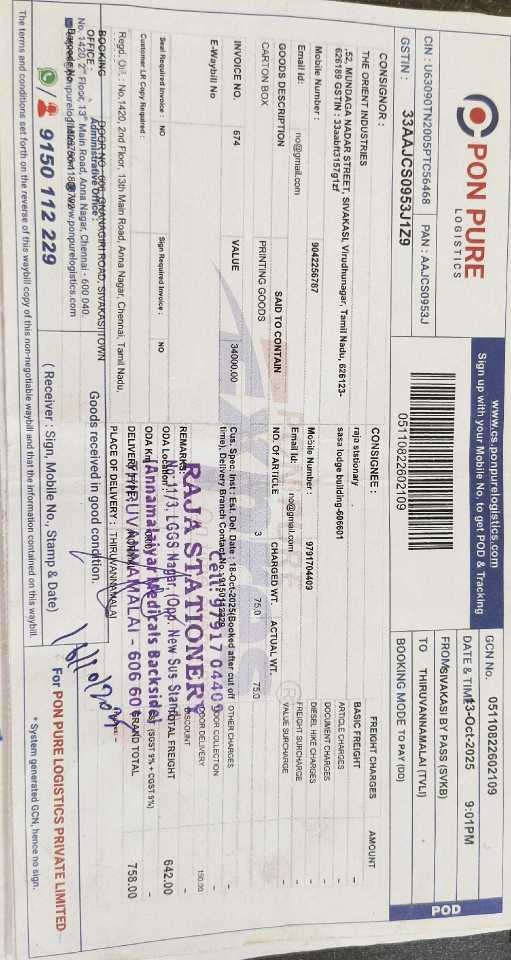 PON PURE
LOGISTICS
CIN : U63090TN2005PTC56468
PAN : AAJCS0953J
GSTIN : 33AAJCS0953J1Z9
www.cs.ponpurelogistics.com
Sign up with your Mobile No. to get POD & Tracking
05110822602109
GCN No. 05110822602109
DATE & TIME 13-Oct-2025 9:01PM
FROM SIVAKASI BY PASS (SVKB)
TO THIRUVANNAMALAI (TVLI)
BOOKING MODE TO PAY (DD)
POD
CONSIGNOR :
THE ORIENT INDUSTRIES
52, MUNDAGA NADAR STREET, SIVAKASI, Virudhunagar, Tamil Nadu, 626123-
626189 GSTIN : 33aabft3157g1zf
Mobile Number : 9042256787
Email Id: no@gmail.com
CONSIGNEE :
raja stationary
sasa lodge building-606601
Mobile Number : 9791704409
Email Id: no@gmail.com
GOODS DESCRIPTION SAID TO CONTAIN NO. OF ARTICLE CHARGED WT. ACTUAL WT.
CARTON BOX PRINTING GOODS 3 75.0 75.0
INVOICE NO. 674 VALUE 34000.00
E-Waybill No
Cus. Spec. Inst : Est. Del. Date : 18-Oct-2025(Booked after cut off
time), Delivery Branch Contact No
Seal Required Invoice : NO Sign Required Invoice : NO
Customer LR Copy Required :
REMARKS:
ODA Location :
ODA Km
DELIVERY TYPE
PLACE OF DELIVERY : THIRUVANNAMALAI
FREIGHT CHARGES AMOUNT
BASIC FREIGHT -
ARTICLE CHARGES -
DOCUMENT CHARGES -
DIESEL HIKE CHARGES -
FREIGHT SURCHARGE -
VALUE SURCHARGE -
OTHER CHARGES -
DOOR COLLECTION -
DOOR DELIVERY 150.00
DISCOUNT -
TOTAL FREIGHT 642.00
(SGST 9% + CGST 9%) -
GRAND TOTAL 758.00
Cell: 97917 04409
RAJA STATIONERY
No:11/3, LGGS Nagar, (Opp. New Bus Stand)
(Annamalaiyar Medicals Backside)
TIRUVANNAMALAI - 606 601
Regd. Off. : No.1420, 2nd Floor, 13th Main Road, Anna Nagar, Chennai, Tamil Nadu,
BOOKING OFFICE
DOOR NO - 606, GNANAGIRI ROAD, SIVAKASI TOWN
Administrative Office :
No. 1420, 2nd Floor, 13th Main Road, Anna Nagar, Chennai - 600 040.
www.ponpurelogistics.com
9150 112 229
Goods received in good condition.
( Receiver : Sign, Mobile No., Stamp & Date)
For PON PURE LOGISTICS PRIVATE LIMITED
* System generated GCN, hence no sign.
The terms and conditions set forth on the reverse of this waybill copy of this non-negotiable waybill and that the information contained on this waybill.